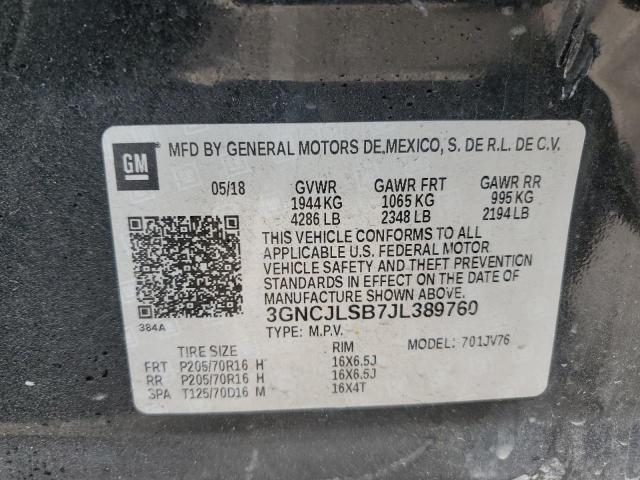 GM
MFD BY GENERAL MOTORS DE MEXICO, S. DE R.L. DE C.V.
05/18 GVWR GAWR FRT GAWR RR
1944 KG 1065 KG 995 KG
4286 LB 2348 LB 2194 LB
THIS VEHICLE CONFORMS TO ALL
APPLICABLE U.S. FEDERAL MOTOR
VEHICLE SAFETY AND THEFT PREVENTION
STANDARDS IN EFFECT ON THE DATE OF
MANUFACTURE SHOWN ABOVE.
384A
3GNCJLSB7JL389760
TYPE: M.P.V. MODEL: 701JV76
TIRE SIZE RIM
FRT P205/70R16 H 16X6.5J
RR P205/70R16 H 16X6.5J
SPA T125/70D16 M 16X4T